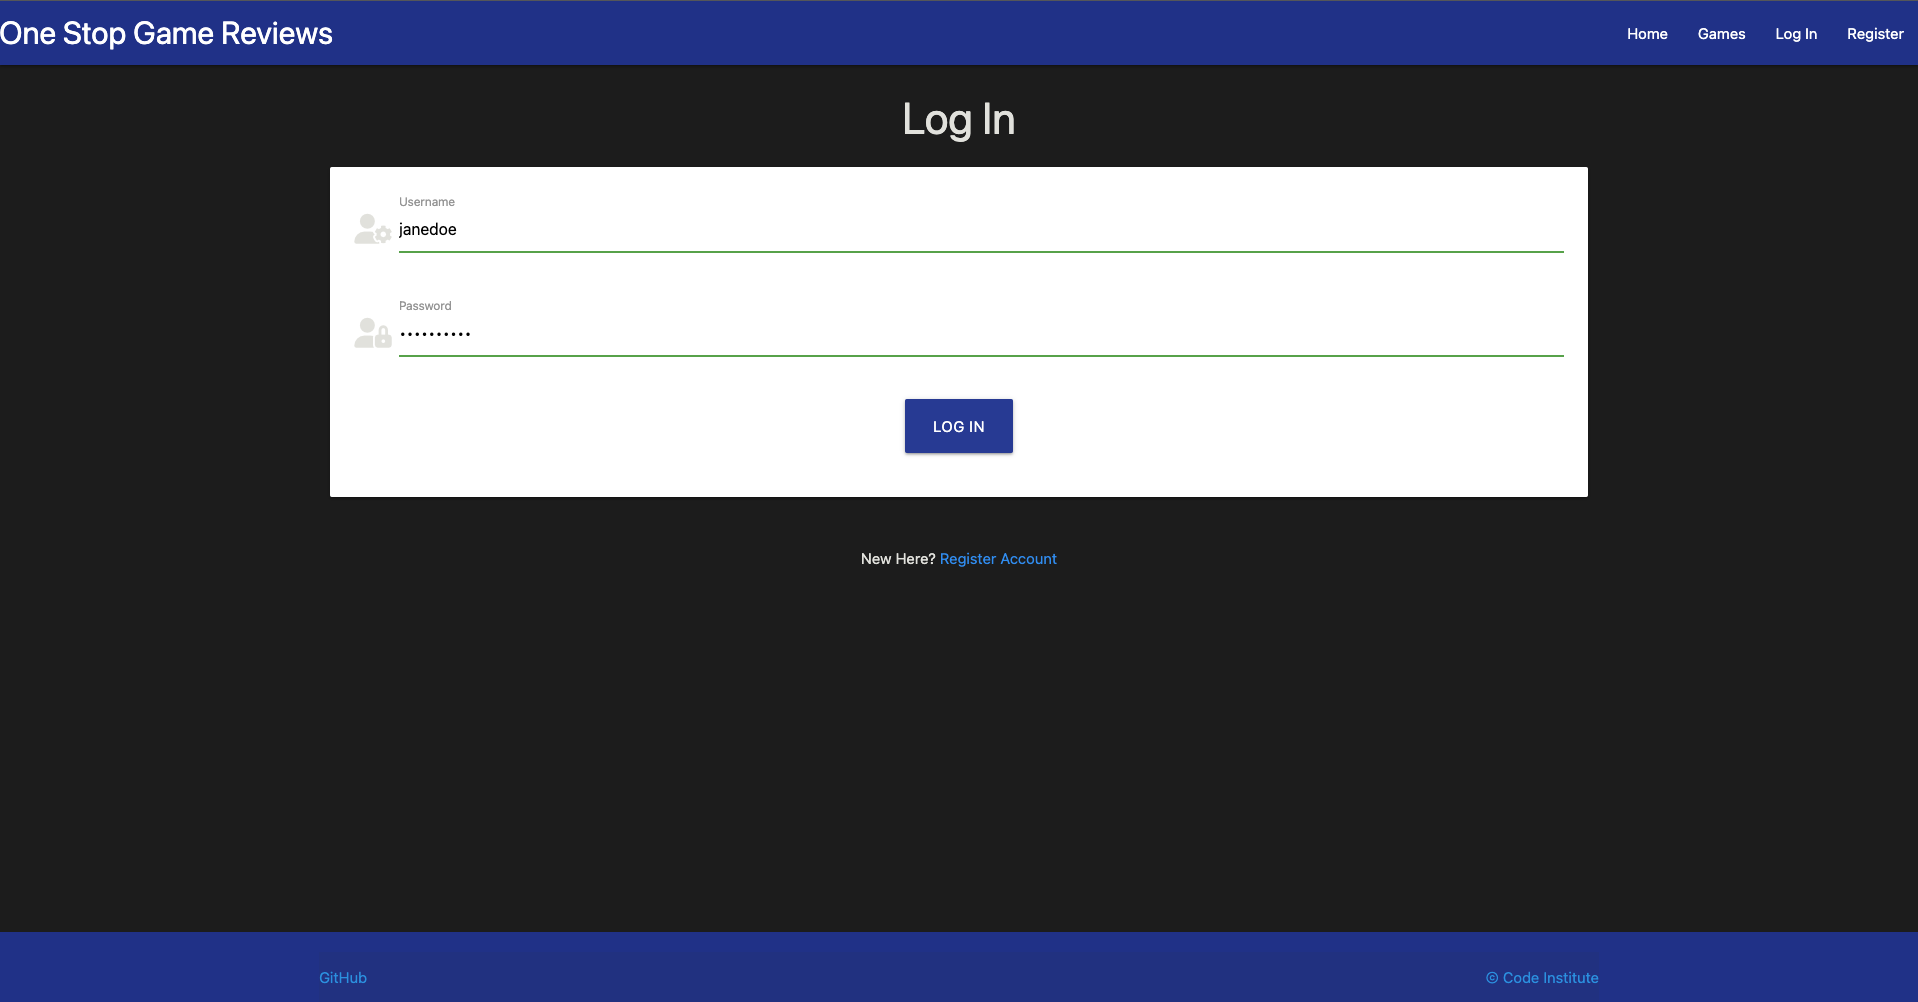 One Stop Game Reviews
Home Games Log In Register
Log In
Username
janedoe
Password
••••••••••
LOG IN
New Here? Register Account
GitHub
© Code Institute